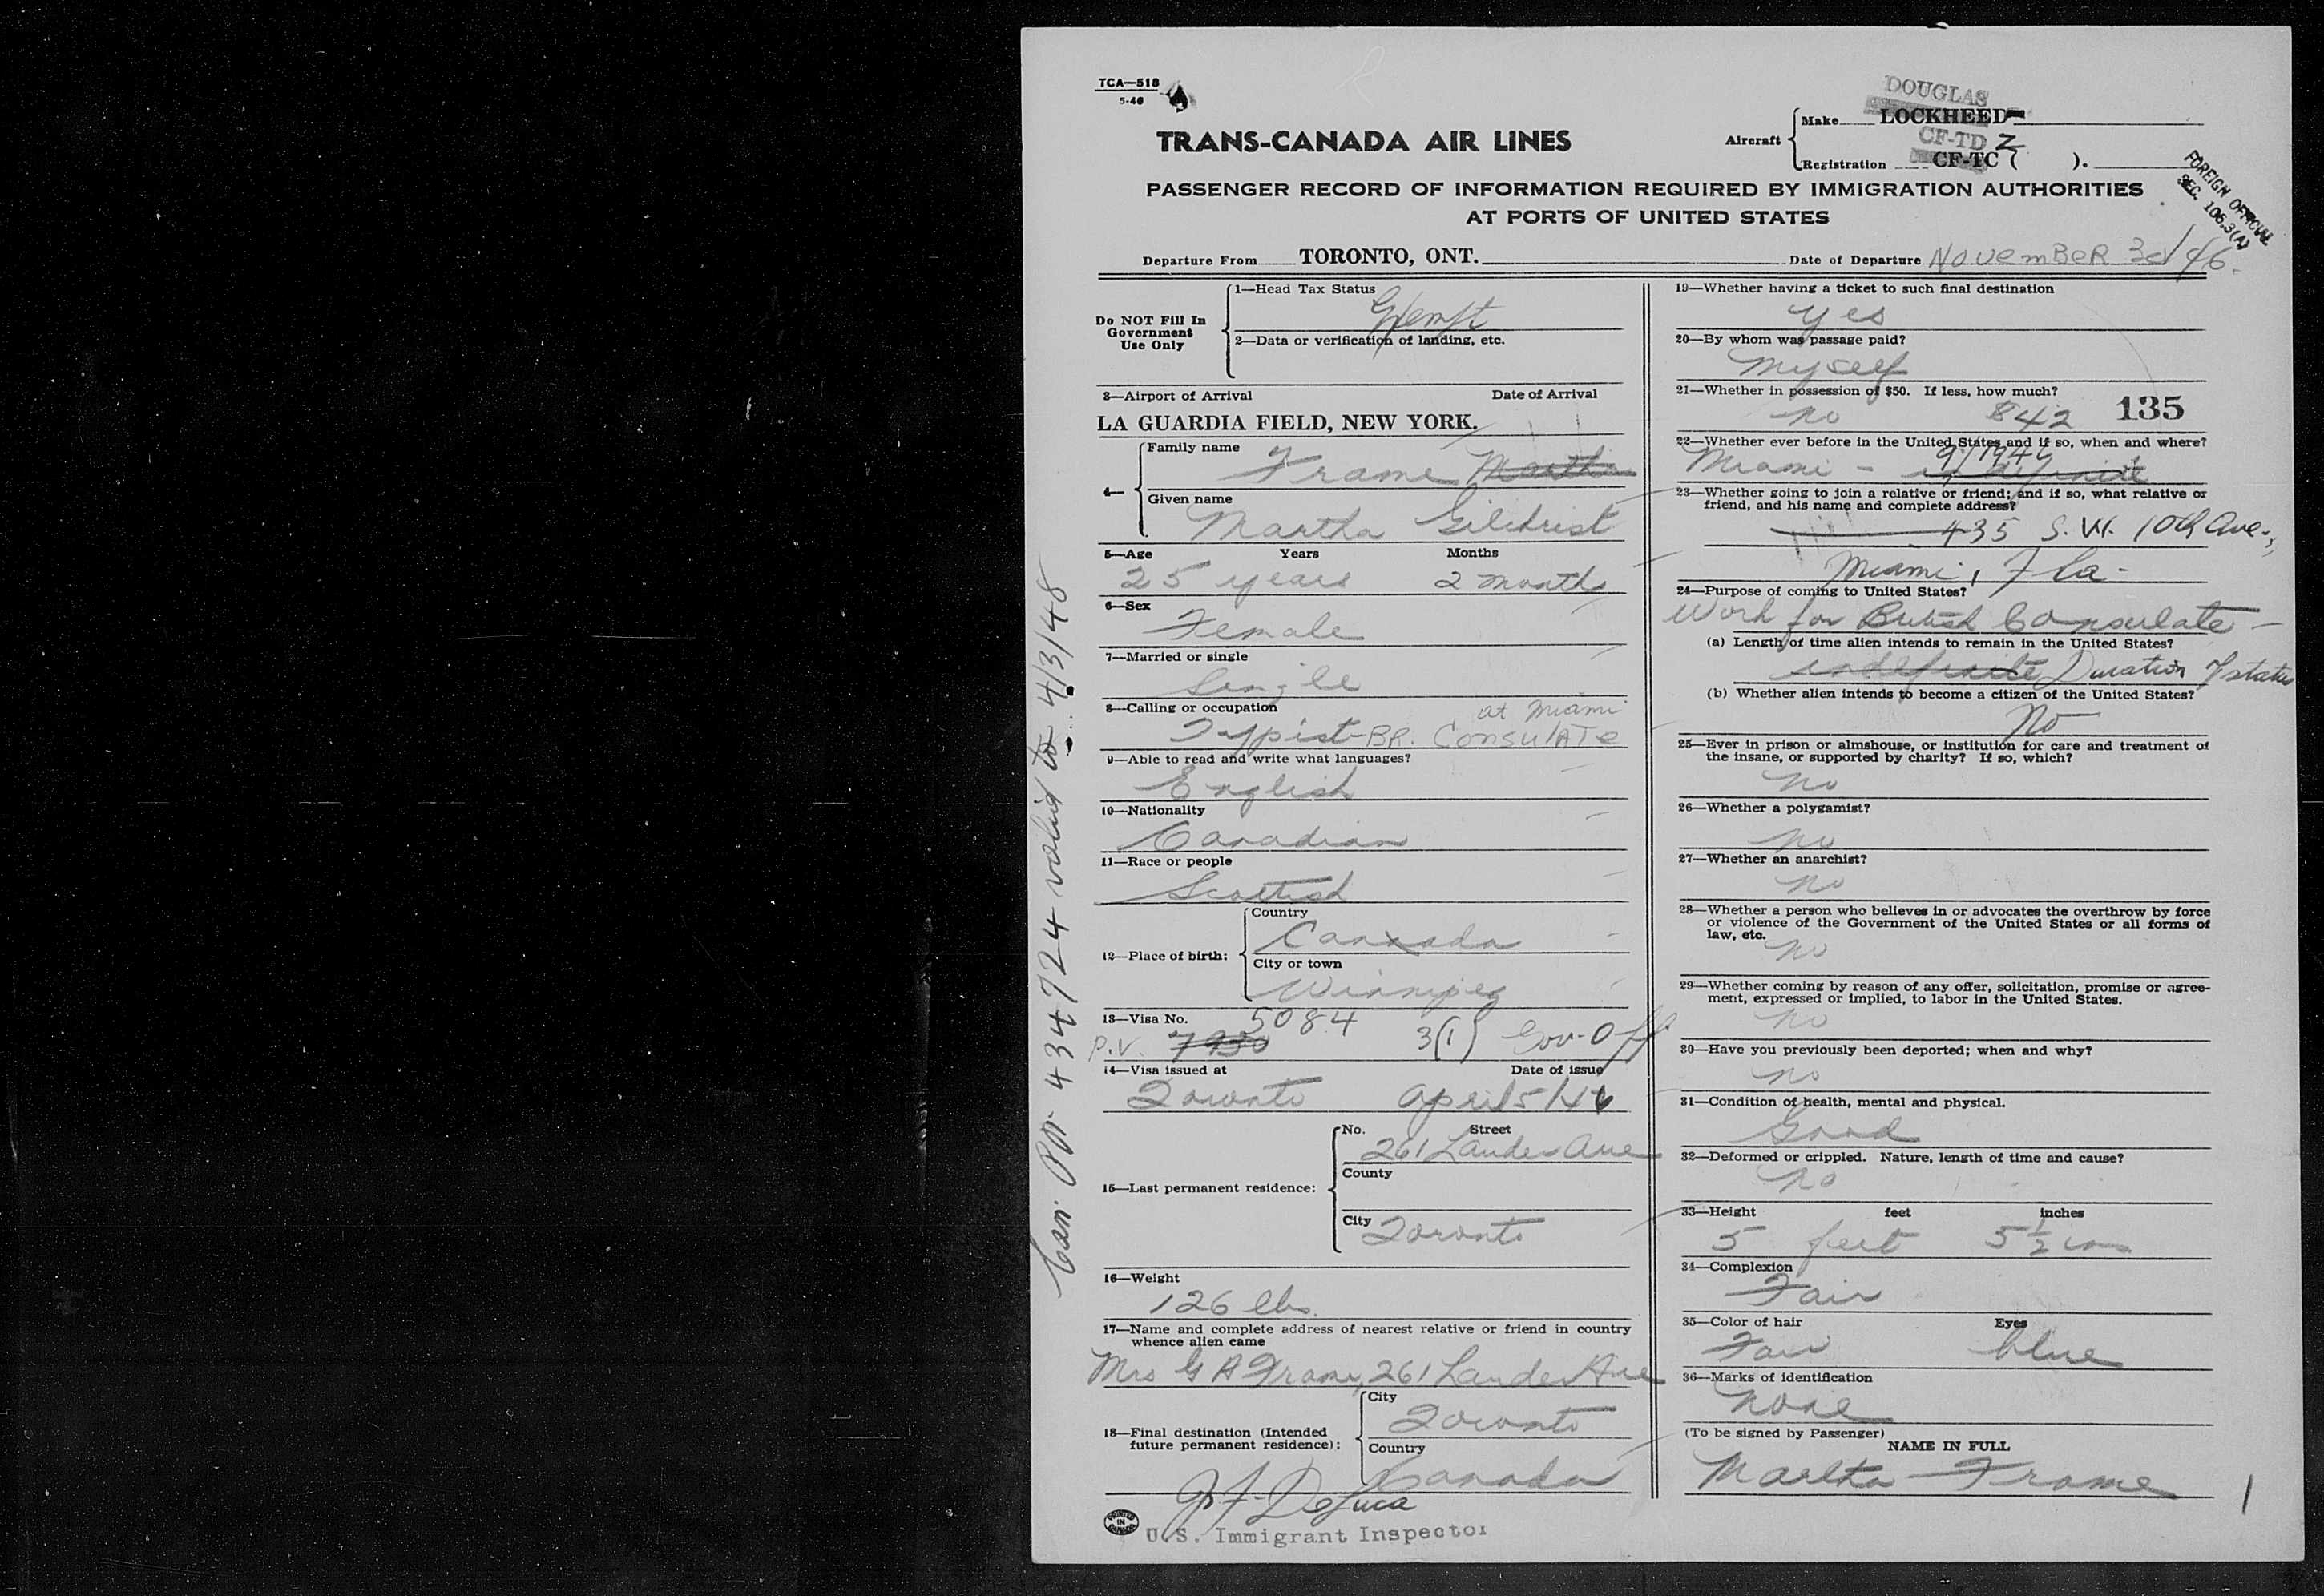 TCA—518
5-40
TRANS-CANADA AIR LINES
DOUGLAS
Aircraft
Make LOCKHEED
CF-TD Z
Registration CF-TC ( ).
PASSENGER RECORD OF INFORMATION REQUIRED BY IMMIGRATION AUTHORITIES
AT PORTS OF UNITED STATES
FOREIGN OFFICIAL
SEC. 105.3(A)
Departure From TORONTO, ONT.
Date of Departure NOVEMBER 3d/46.
Do NOT Fill In
Government
Use Only
1—Head Tax Status
Exempt
2—Data or verification of landing, etc.
3—Airport of Arrival Date of Arrival
LA GUARDIA FIELD, NEW YORK.
4—
Family name
Frame Martha
Given name
Martha Gilchrist
5—Age Years Months
25 years 2 months
6—Sex
Female
7—Married or single
Single
8—Calling or occupation
at Miami
Typist-BR. CONSULATE
9—Able to read and write what languages?
English
10—Nationality
Canadian
11—Race or people
Scottish
12—Place of birth:
Country
Canada
City or town
Winnipeg
13—Visa No. 5084
P.V. 7950 3(1) Gov-Off
14—Visa issued at Date of issue
Toronto April 5/46
15—Last permanent residence:
No. Street
261 Lauder Ave
County
City Toronto
16—Weight
126 lbs.
17—Name and complete address of nearest relative or friend in country
whence alien came
Mrs G A Frame, 261 Lauder Ave
18—Final destination (Intended
future permanent residence):
City
Toronto
Country
Canada
DeLuca
U.S. Immigrant Inspector
PRINTED IN CANADA
Can. PP. 434724 valid to 4/3/48
19—Whether having a ticket to such final destination
yes
20—By whom was passage paid?
Myself
21—Whether in possession of $50. If less, how much?
no $42 135
22—Whether ever before in the United States and if so, when and where?
9/1946
Miami – indefinite
23—Whether going to join a relative or friend; and if so, what relative or
friend, and his name and complete address?
435 S.W. 10th Ave.,
Miami, Fla-
24—Purpose of coming to United States?
Work for British Consulate –
(a) Length of time alien intends to remain in the United States?
indefinite Duration of status
(b) Whether alien intends to become a citizen of the United States?
No
25—Ever in prison or almshouse, or institution for care and treatment of
the insane, or supported by charity? If so, which?
no
26—Whether a polygamist?
no
27—Whether an anarchist?
no
28—Whether a person who believes in or advocates the overthrow by force
or violence of the Government of the United States or all forms of
law, etc.
no
29—Whether coming by reason of any offer, solicitation, promise or agree-
ment, expressed or implied, to labor in the United States.
no
30—Have you previously been deported; when and why?
no
31—Condition of health, mental and physical.
Good
32—Deformed or crippled. Nature, length of time and cause?
no
33—Height feet inches
5 feet 5 1/2 ins
34—Complexion
Fair
35—Color of hair Eyes
Fair blue
36—Marks of identification
none
(To be signed by Passenger)
NAME IN FULL
Martha Frame
1